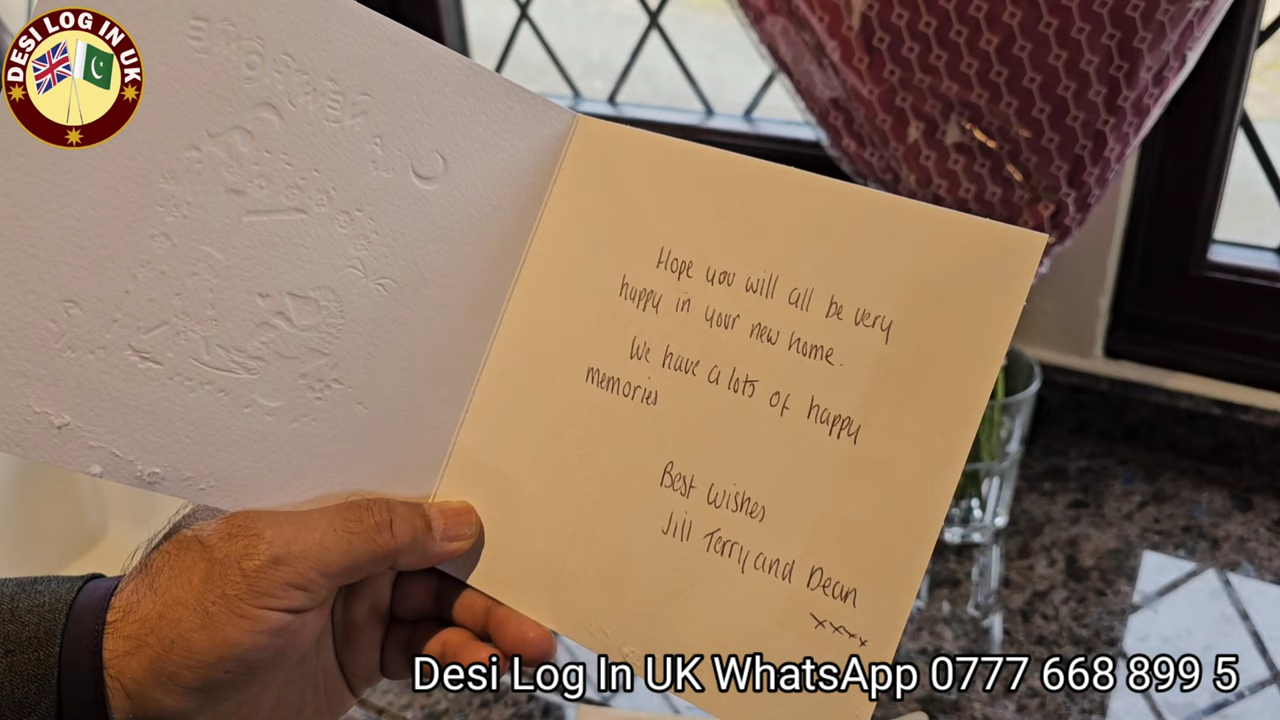 DESI LOG IN UK
Hope you will all be very
happy in your new home.
We have a lots of happy
memories
Best wishes
Jill Terry and Dean
xxxx
Desi Log In UK WhatsApp 0777 668 899 5